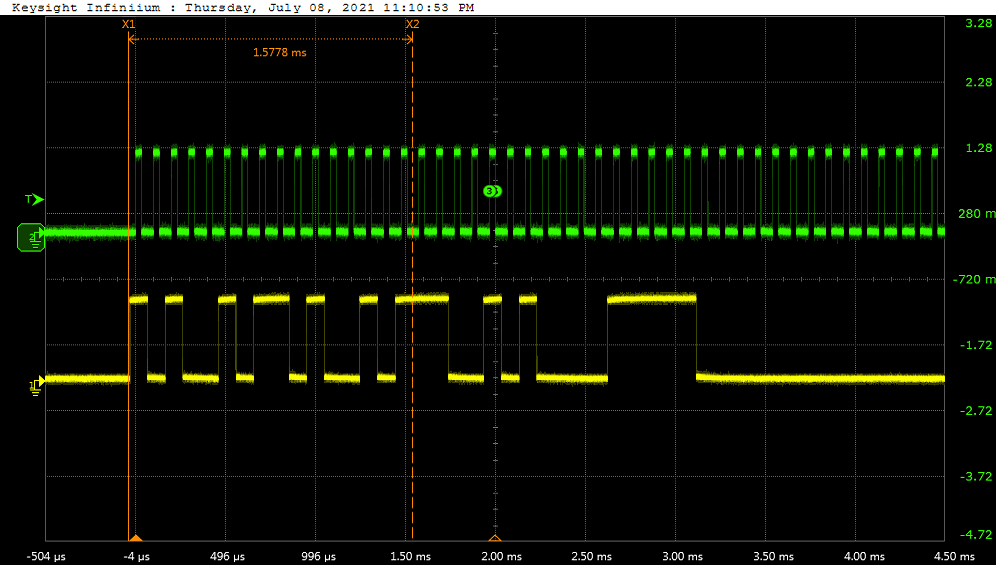 Keysight Infiniium : Thursday, July 08, 2021 11:10:53 PM
X1 X2
3.28
1.5778 ms
2.28
1.28
T
3
280 m
2
-720 m
-1.72
1
-2.72
-3.72
-4.72
-504 µs -4 µs 496 µs 996 µs 1.50 ms 2.00 ms 2.50 ms 3.00 ms 3.50 ms 4.00 ms 4.50 ms